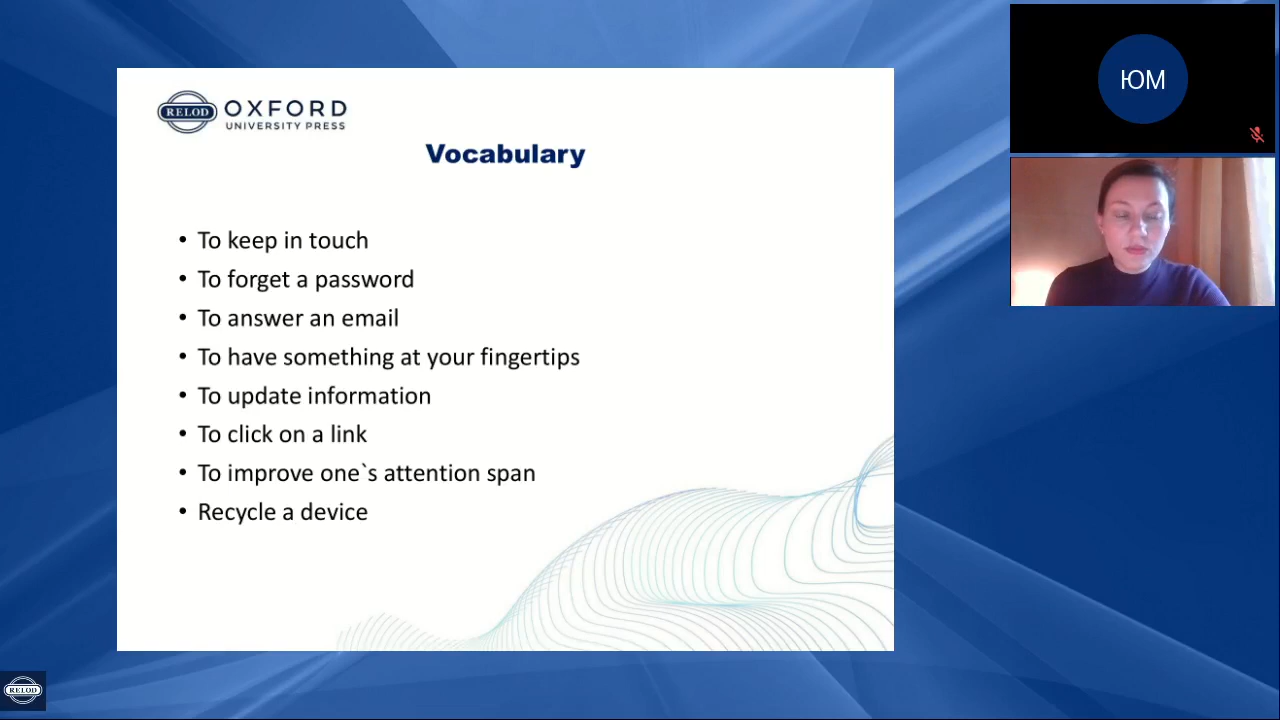 RELOD
OXFORD
UNIVERSITY PRESS
Vocabulary
• To keep in touch
• To forget a password
• To answer an email
• To have something at your fingertips
• To update information
• To click on a link
• To improve one`s attention span
• Recycle a device
ЮМ
RELOD